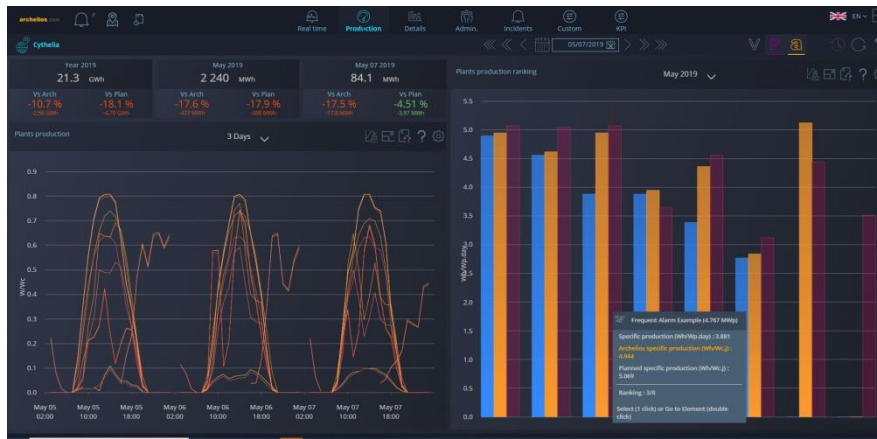 archelios
EN
Real time
Production
Details
Admin.
Incidents
Custom
KPI
Cythelia
05/07/2019
Year 2019
21.3 GWh
Vs Arch
-10.7 %
Vs Plan
-18.1 %
May 2019
2 240 MWh
Vs Arch
-17.6 %
Vs Plan
-17.9 %
May 07 2019
84.1 MWh
Vs Arch
-17.5 %
Vs Plan
-4.51 %
-3.97 MWh
Plants production
3 Days
W/Wc
0.9
0.8
0.7
0.6
0.5
0.4
0.3
0.2
0.1
0.0
May 05
02:00
May 05
10:00
May 05
18:00
May 06
02:00
May 06
10:00
May 06
18:00
May 07
02:00
May 07
10:00
May 07
18:00
Plants production ranking
May 2019
Wh/Wp.day
5.5
5.0
4.5
4.0
3.5
3.0
2.5
2.0
1.5
1.0
0.5
0.0
Frequent Alarm Example (4.767 MWp)
Specific production (Wh/Wp.day) : 3.881
Archelios specific production (Wh/Wc.j) :
4.944
Planned specific production (Wh/Wc.j) :
5.069
Ranking : 3/8
Select (1 click) or Go to Element (double
click)